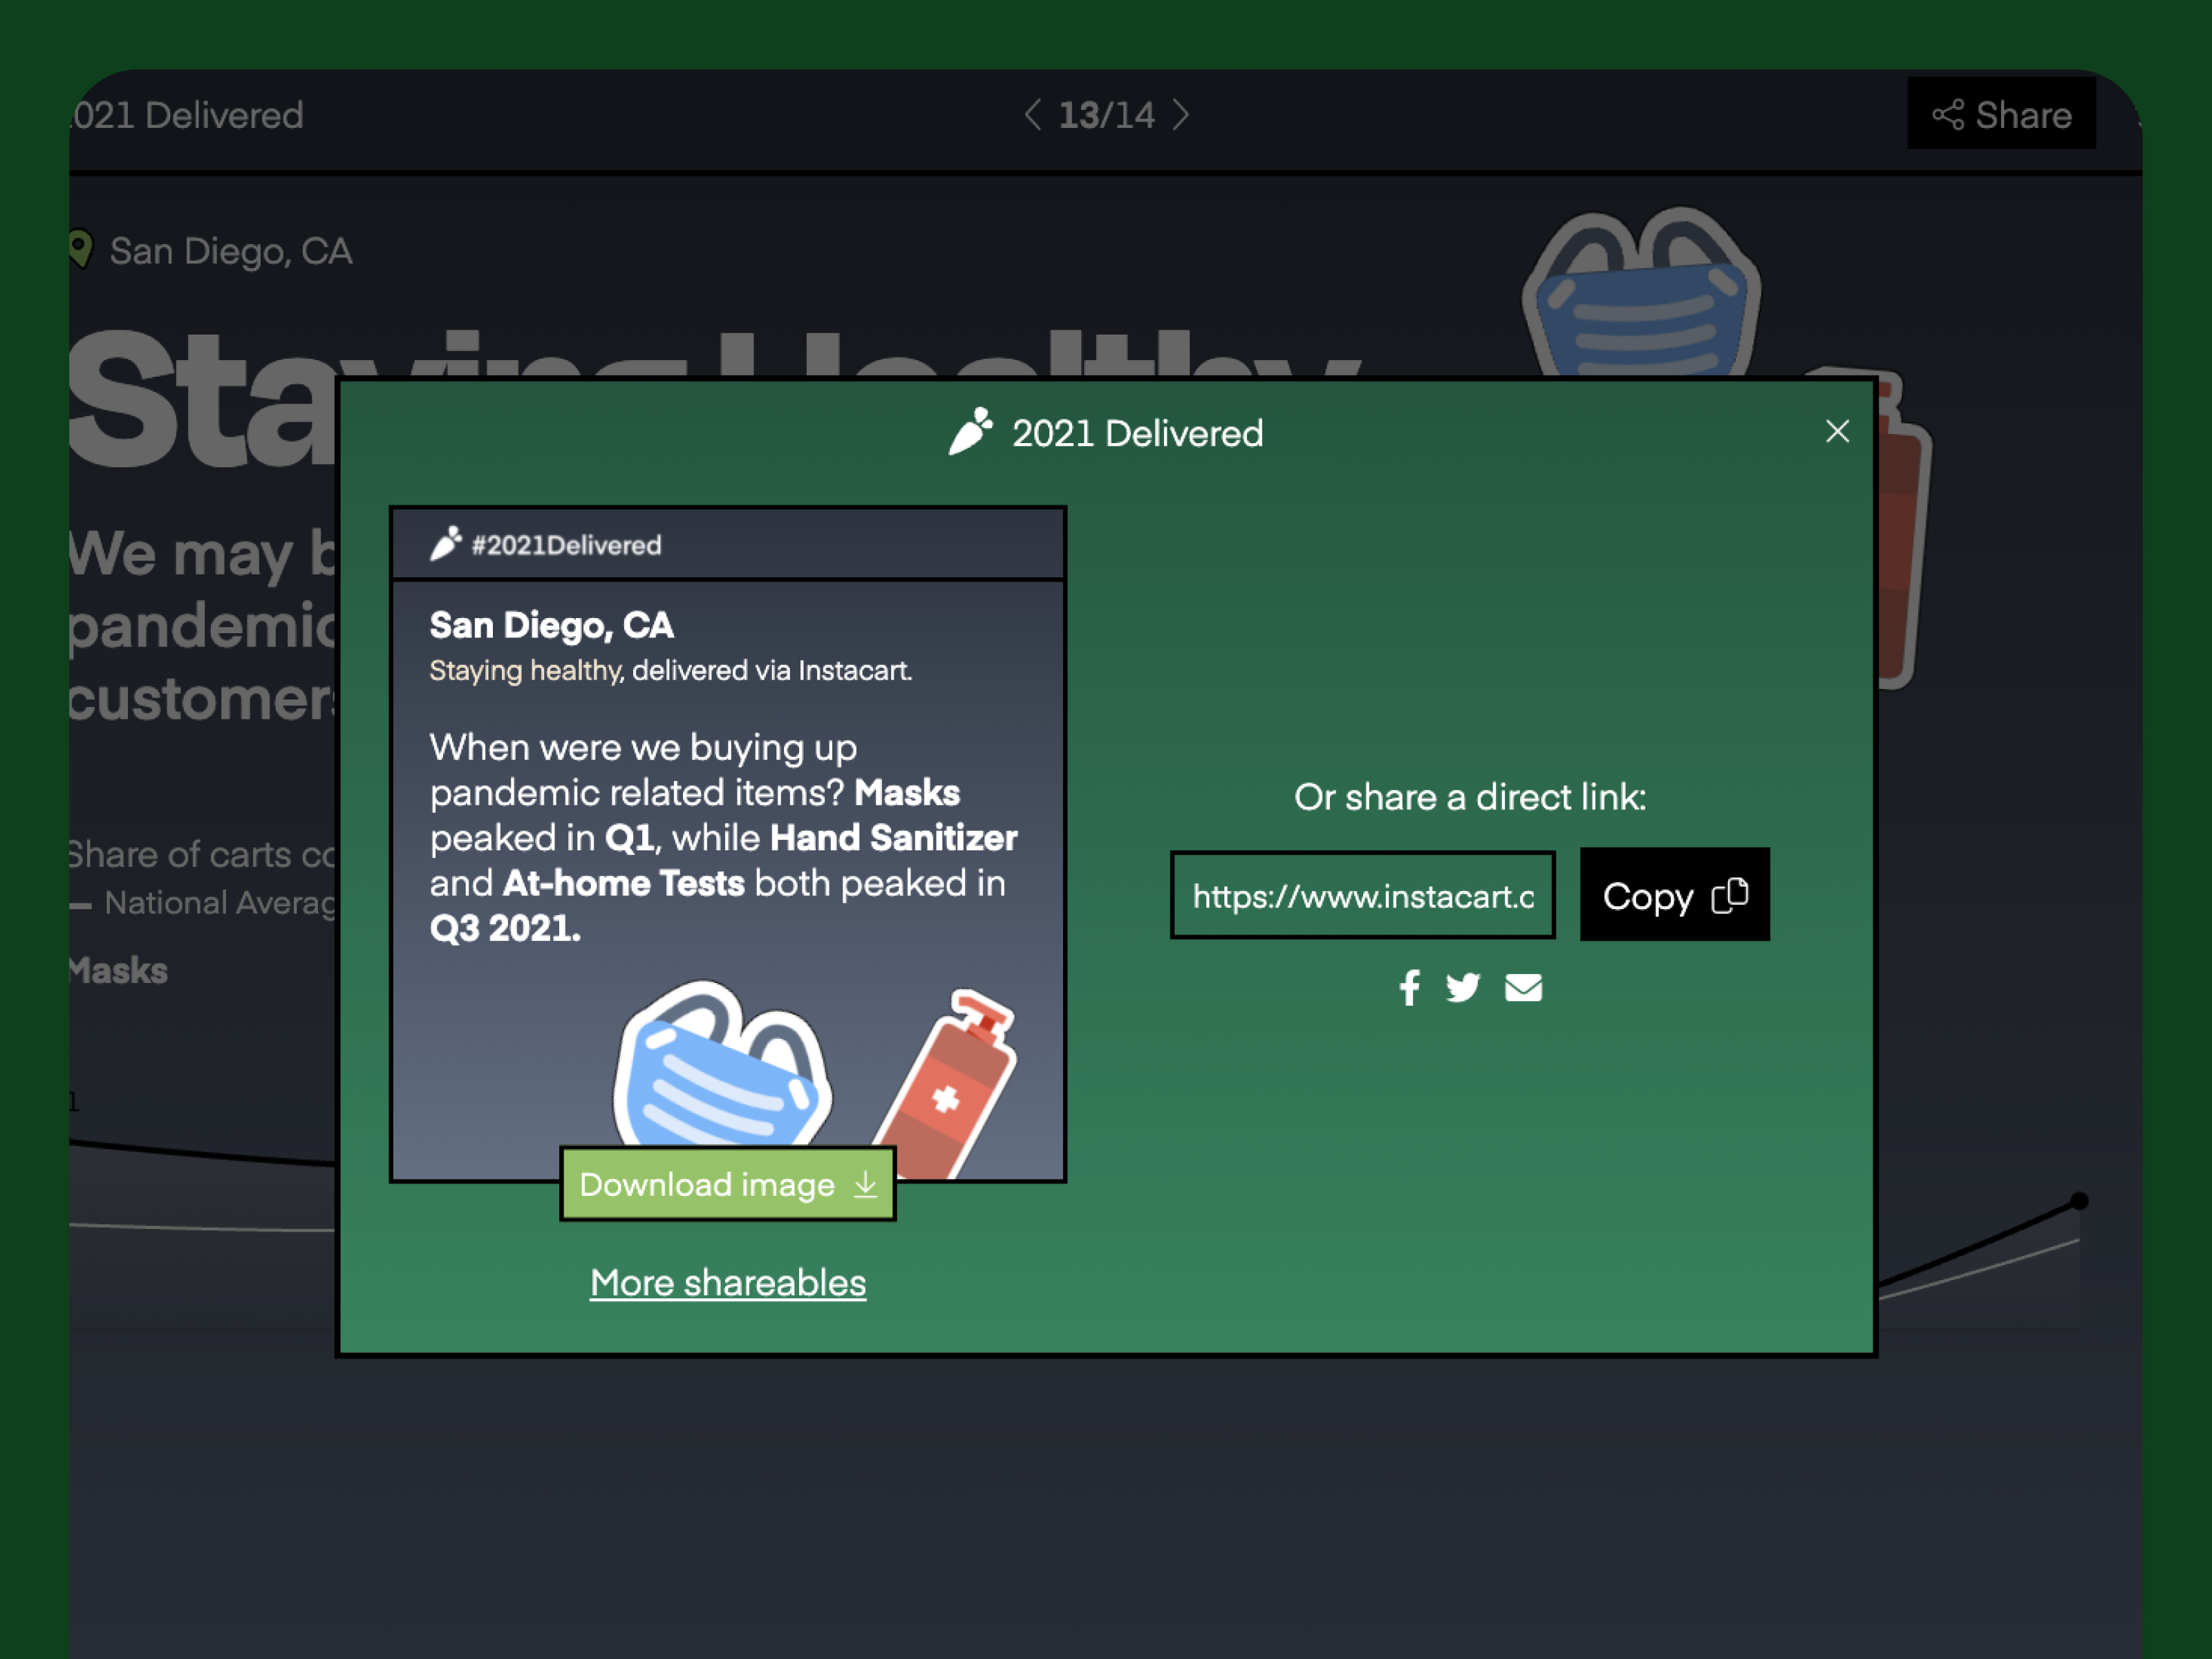 021 Delivered
13/14
Share
San Diego, CA
Staying Healthy
We may b
pandemic
customers
Share of carts co
National Averag
Masks
1
2021 Delivered
#2021Delivered
San Diego, CA
Staying healthy, delivered via Instacart.
When were we buying up
pandemic related items? Masks
peaked in Q1, while Hand Sanitizer
and At-home Tests both peaked in
Q3 2021.
Download image
More shareables
Or share a direct link:
https://www.instacart.c
Copy